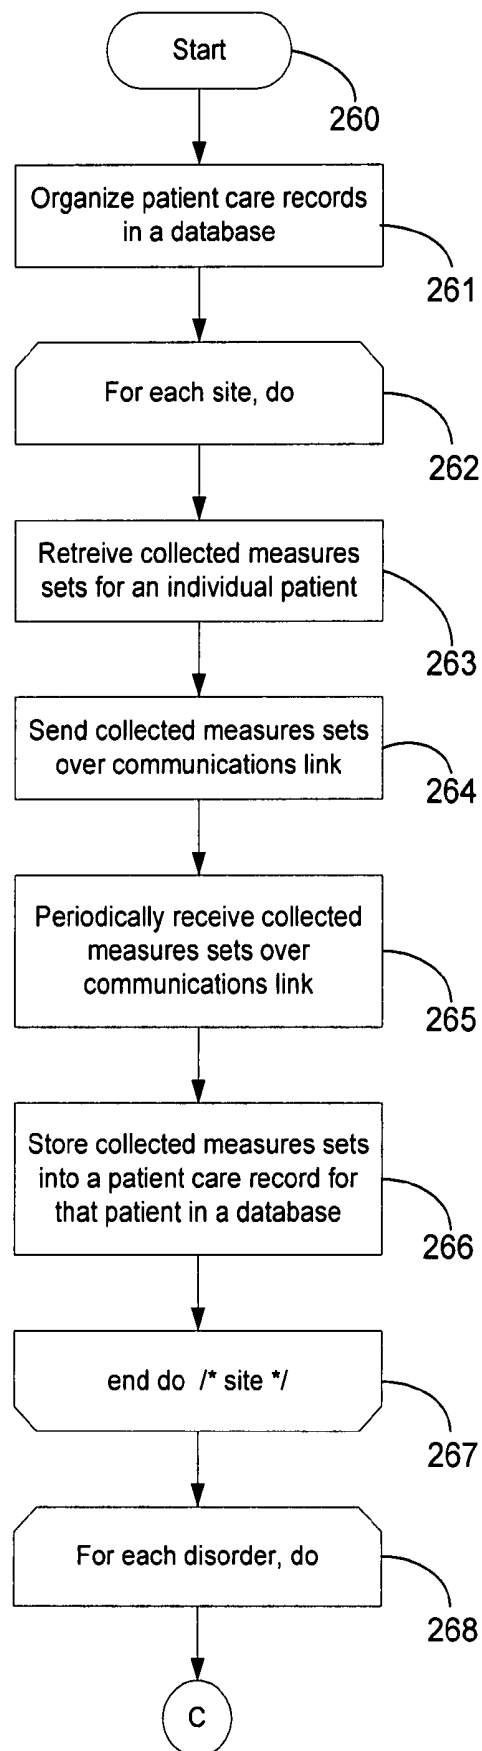 Start
260
Organize patient care records
in a database
261
For each site, do
262
Retreive collected measures
sets for an individual patient
263
Send collected measures sets
over communications link
264
Periodically receive collected
measures sets over
communications link
265
Store collected measures sets
into a patient care record for
that patient in a database
266
end do /* site */
267
For each disorder, do
268
C